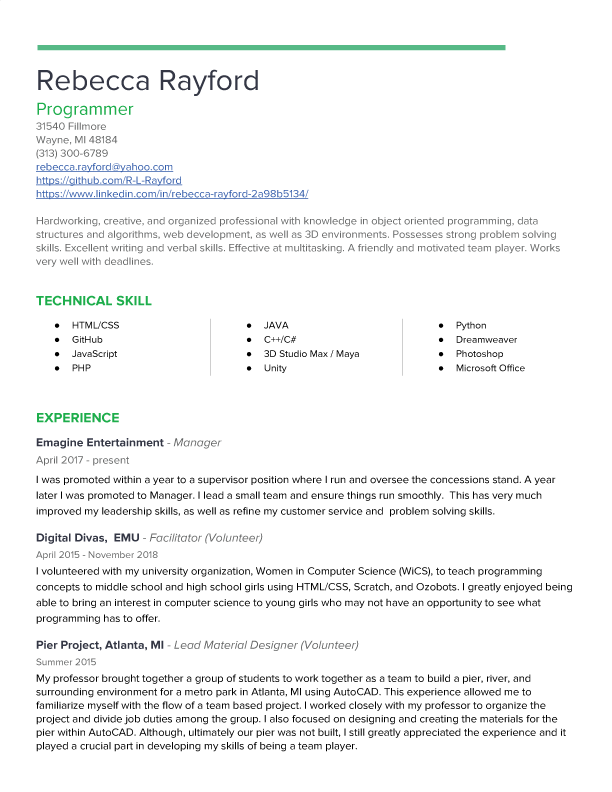 Rebecca Rayford
Programmer
31540 Fillmore
Wayne, MI 48184
(313) 300-6789
rebecca.rayford@yahoo.com
https://github.com/R-L-Rayford
https://www.linkedin.com/in/rebecca-rayford-2a98b5134/
Hardworking, creative, and organized professional with knowledge in object oriented programming, data
structures and algorithms, web development, as well as 3D environments. Possesses strong problem solving
skills. Excellent writing and verbal skills. Effective at multitasking. A friendly and motivated team player. Works
very well with deadlines.
TECHNICAL SKILL
● HTML/CSS
● GitHub
● JavaScript
● PHP
● JAVA
● C++/C#
● 3D Studio Max / Maya
● Unity
● Python
● Dreamweaver
● Photoshop
● Microsoft Office
EXPERIENCE
Emagine Entertainment - Manager
April 2017 - present
I was promoted within a year to a supervisor position where I run and oversee the concessions stand. A year
later I was promoted to Manager. I lead a small team and ensure things run smoothly.  This has very much
improved my leadership skills, as well as refine my customer service and  problem solving skills.
Digital Divas,  EMU - Facilitator (Volunteer)
April 2015 - November 2018
I volunteered with my university organization, Women in Computer Science (WiCS), to teach programming
concepts to middle school and high school girls using HTML/CSS, Scratch, and Ozobots. I greatly enjoyed being
able to bring an interest in computer science to young girls who may not have an opportunity to see what
programming has to offer.
Pier Project, Atlanta, MI - Lead Material Designer (Volunteer)
Summer 2015
My professor brought together a group of students to work together as a team to build a pier, river, and
surrounding environment for a metro park in Atlanta, MI using AutoCAD. This experience allowed me to
familiarize myself with the flow of a team based project. I worked closely with my professor to organize the
project and divide job duties among the group. I also focused on designing and creating the materials for the
pier within AutoCAD. Although, ultimately our pier was not built, I still greatly appreciated the experience and it
played a crucial part in developing my skills of being a team player.